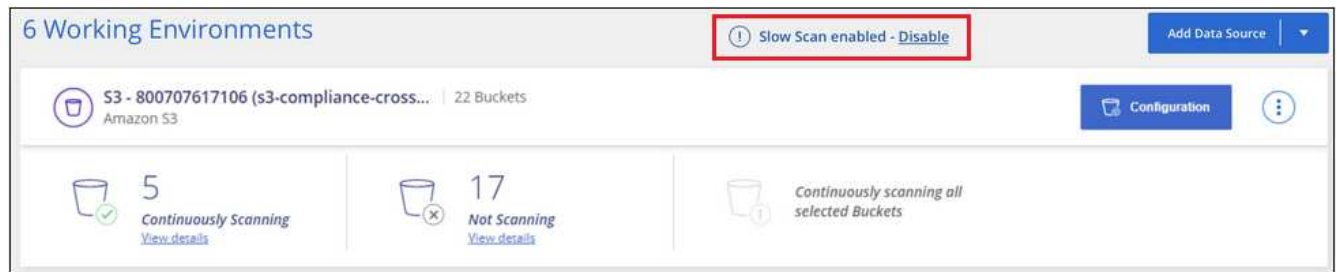 6 Working Environments
Slow Scan enabled - Disable
Add Data Source
S3 - 800707617106 (s3-compliance-cross...
22 Buckets
Amazon S3
Configuration
5
Continuously Scanning
View details
17
Not Scanning
View details
Continuously scanning all
selected Buckets